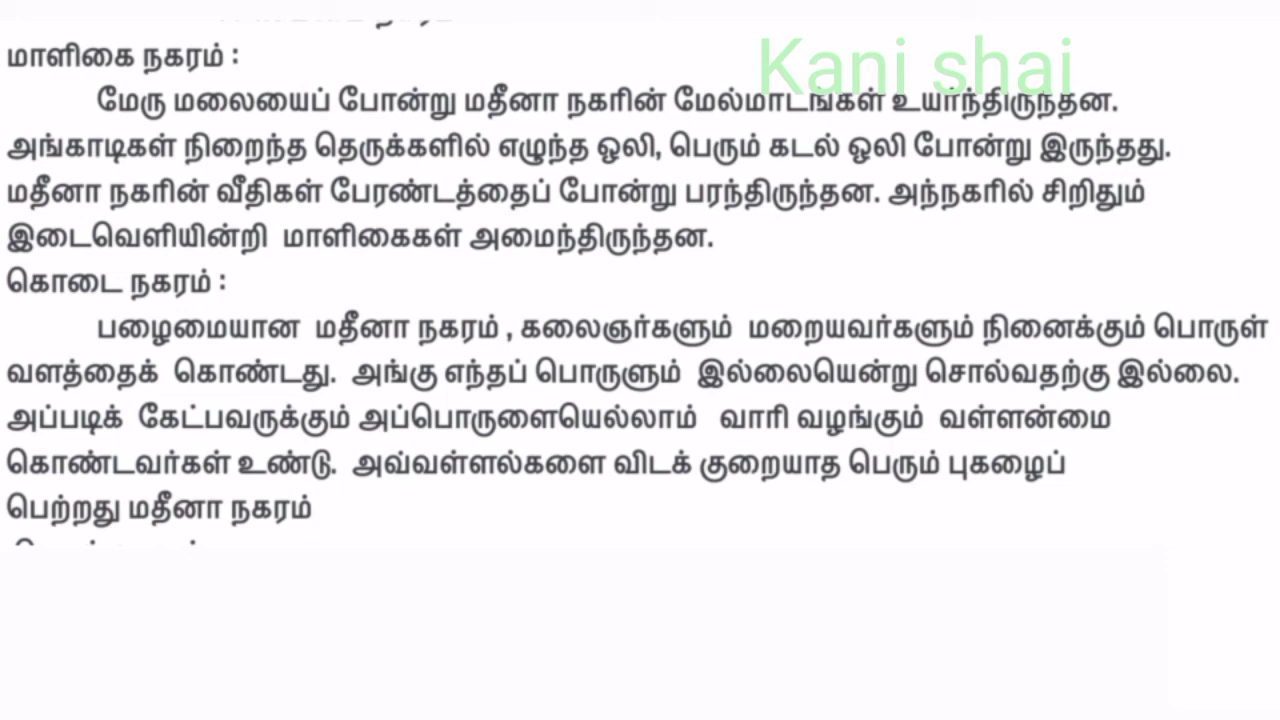 Kani shai
மாளிகை நகரம் :
மேரு மலையைப் போன்று மதீனா நகரின் மேல்மாடங்கள் உயர்ந்திருந்தன.
அங்காடிகள் நிறைந்த தெருக்களில் எழுந்த ஒலி, பெரும் கடல் ஒலி போன்று இருந்தது.
மதீனா நகரின் வீதிகள் பேரண்டத்தைப் போன்று பரந்திருந்தன. அந்நகரில் சிறிதும்
இடைவெளியின்றி மாளிகைகள் அமைந்திருந்தன.
கொடை நகரம் :
பழைமையான மதீனா நகரம் , கலைஞர்களும் மறையவர்களும் நினைக்கும் பொருள்
வளத்தைக் கொண்டது. அங்கு எந்தப் பொருளும் இல்லையென்று சொல்வதற்கு இல்லை.
அப்படிக் கேட்பவருக்கும் அப்பொருளையெல்லாம் வாரி வழங்கும் வள்ளன்மை
கொண்டவர்கள் உண்டு. அவ்வள்ளல்களை விடக் குறையாத பெரும் புகழைப்
பெற்றது மதீனா நகரம்